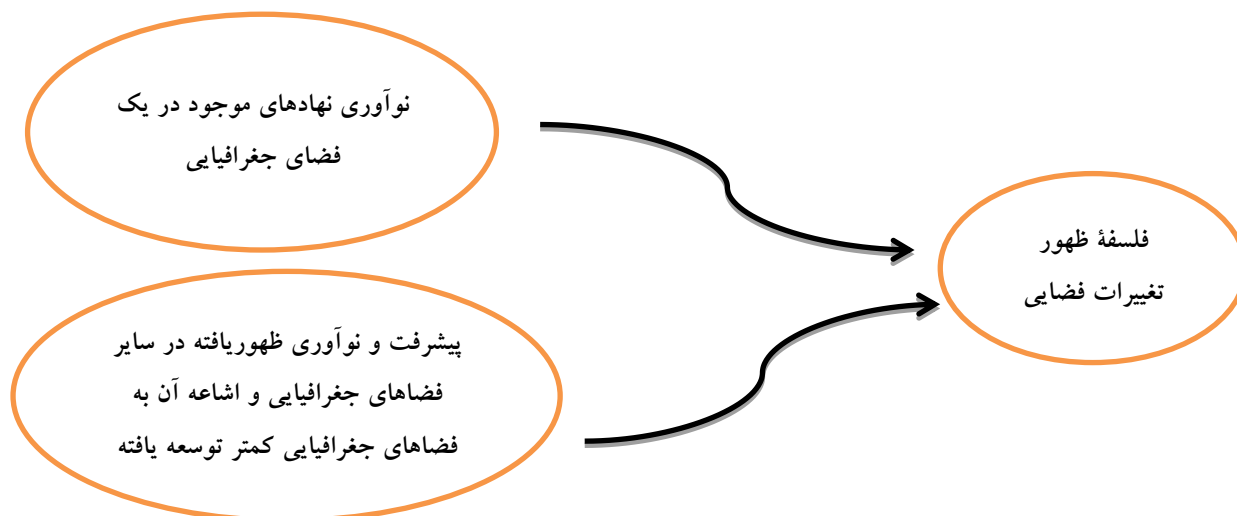 نوآوری نهادهای موجود در یک
فضای جغرافیایی
فلسفهٔ ظهور
تغییرات فضایی
پیشرفت و نوآوری ظهوریافته در سایر
فضاهای جغرافیایی و اشاعه آن به
فضاهای جغرافیایی کمتر توسعه یافته